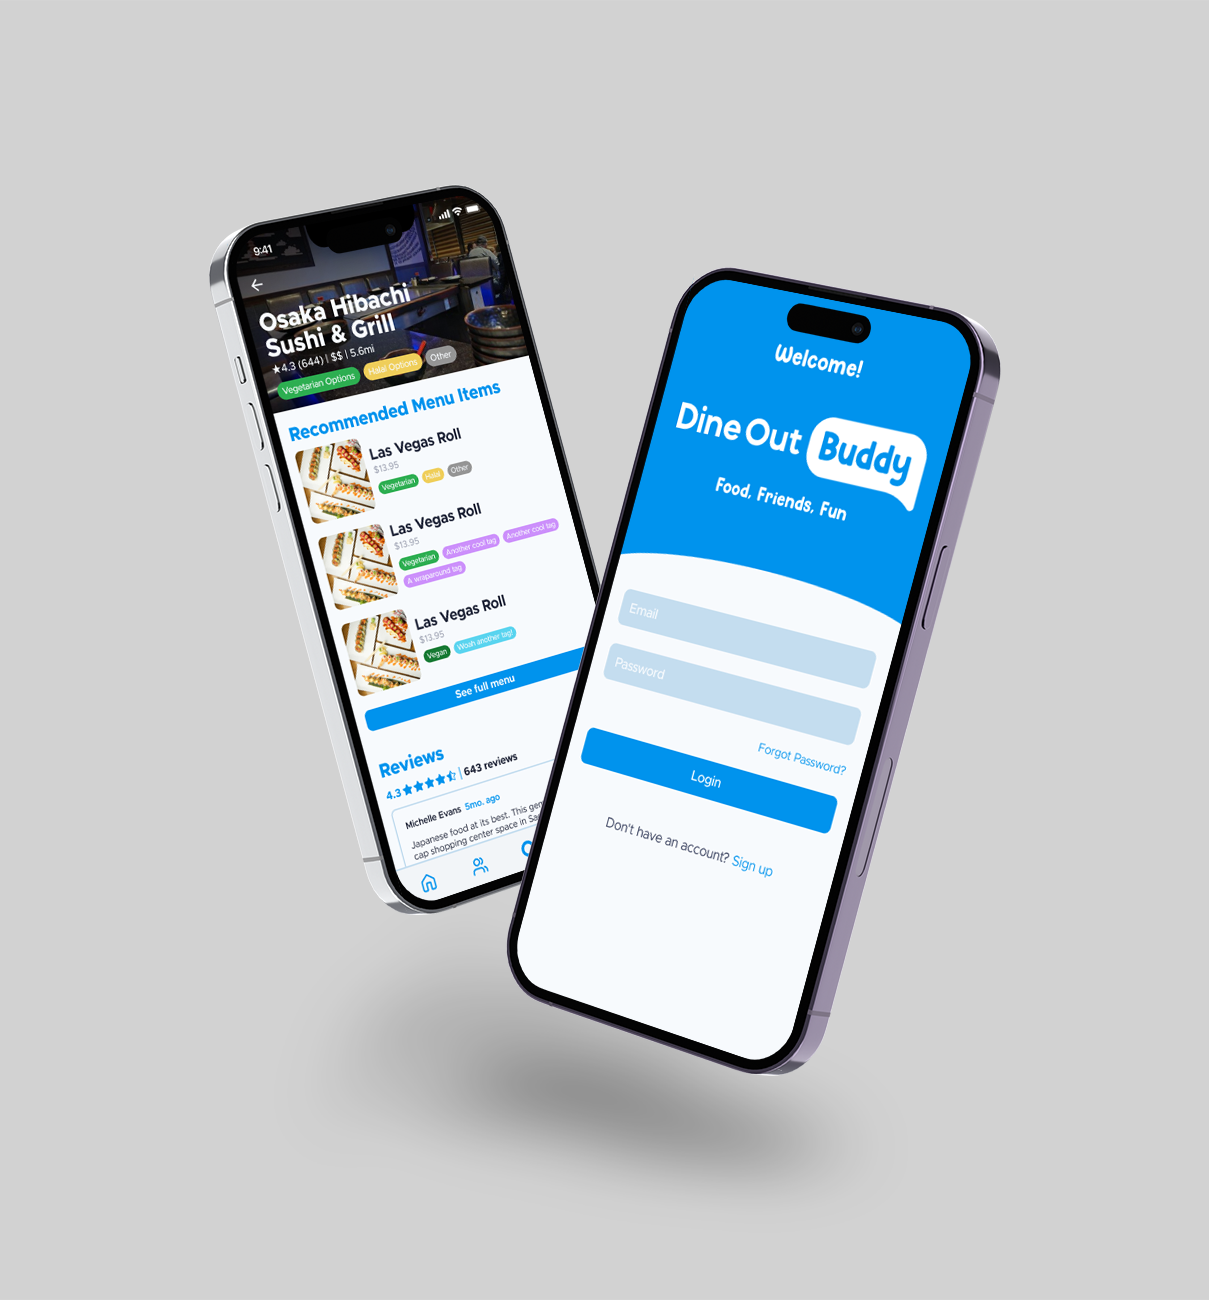 9:41
Osaka Hibachi
Sushi & Grill
★4.3 (644) | $$ | 5.6mi
Vegetarian Options
Halal Options
Other
Recommended Menu Items
Las Vegas Roll
$13.95
Vegetarian
Halal
Other
Las Vegas Roll
$13.95
Vegetarian
Another cool tag
Another cool tag
A wraparound tag
Las Vegas Roll
$13.95
Vegan
Woah another tag!
See full menu
Reviews
4.3 | 643 reviews
Michelle Evans 5mo. ago
Japanese food at its best. This
cap shopping center space in
Welcome!
Dine Out Buddy
Food, Friends, Fun
Email
Password
Forgot Password?
Login
Don't have an account? Sign up